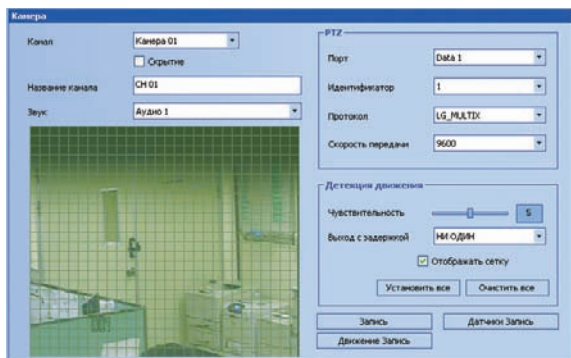 Камера
Канал Камера 01
Скрытие
Название канала CH 01
Звук Аудио 1
PTZ
Порт Data 1
Идентификатор 1
Протокол LG_MULTIX
Скорость передачи 9600
Детекция движения
Чувствительность 5
Выход с задержкой НИ ОДИН
Отображать сетку
Установить все Очистить все
Запись Датчики Запись
Движение Запись